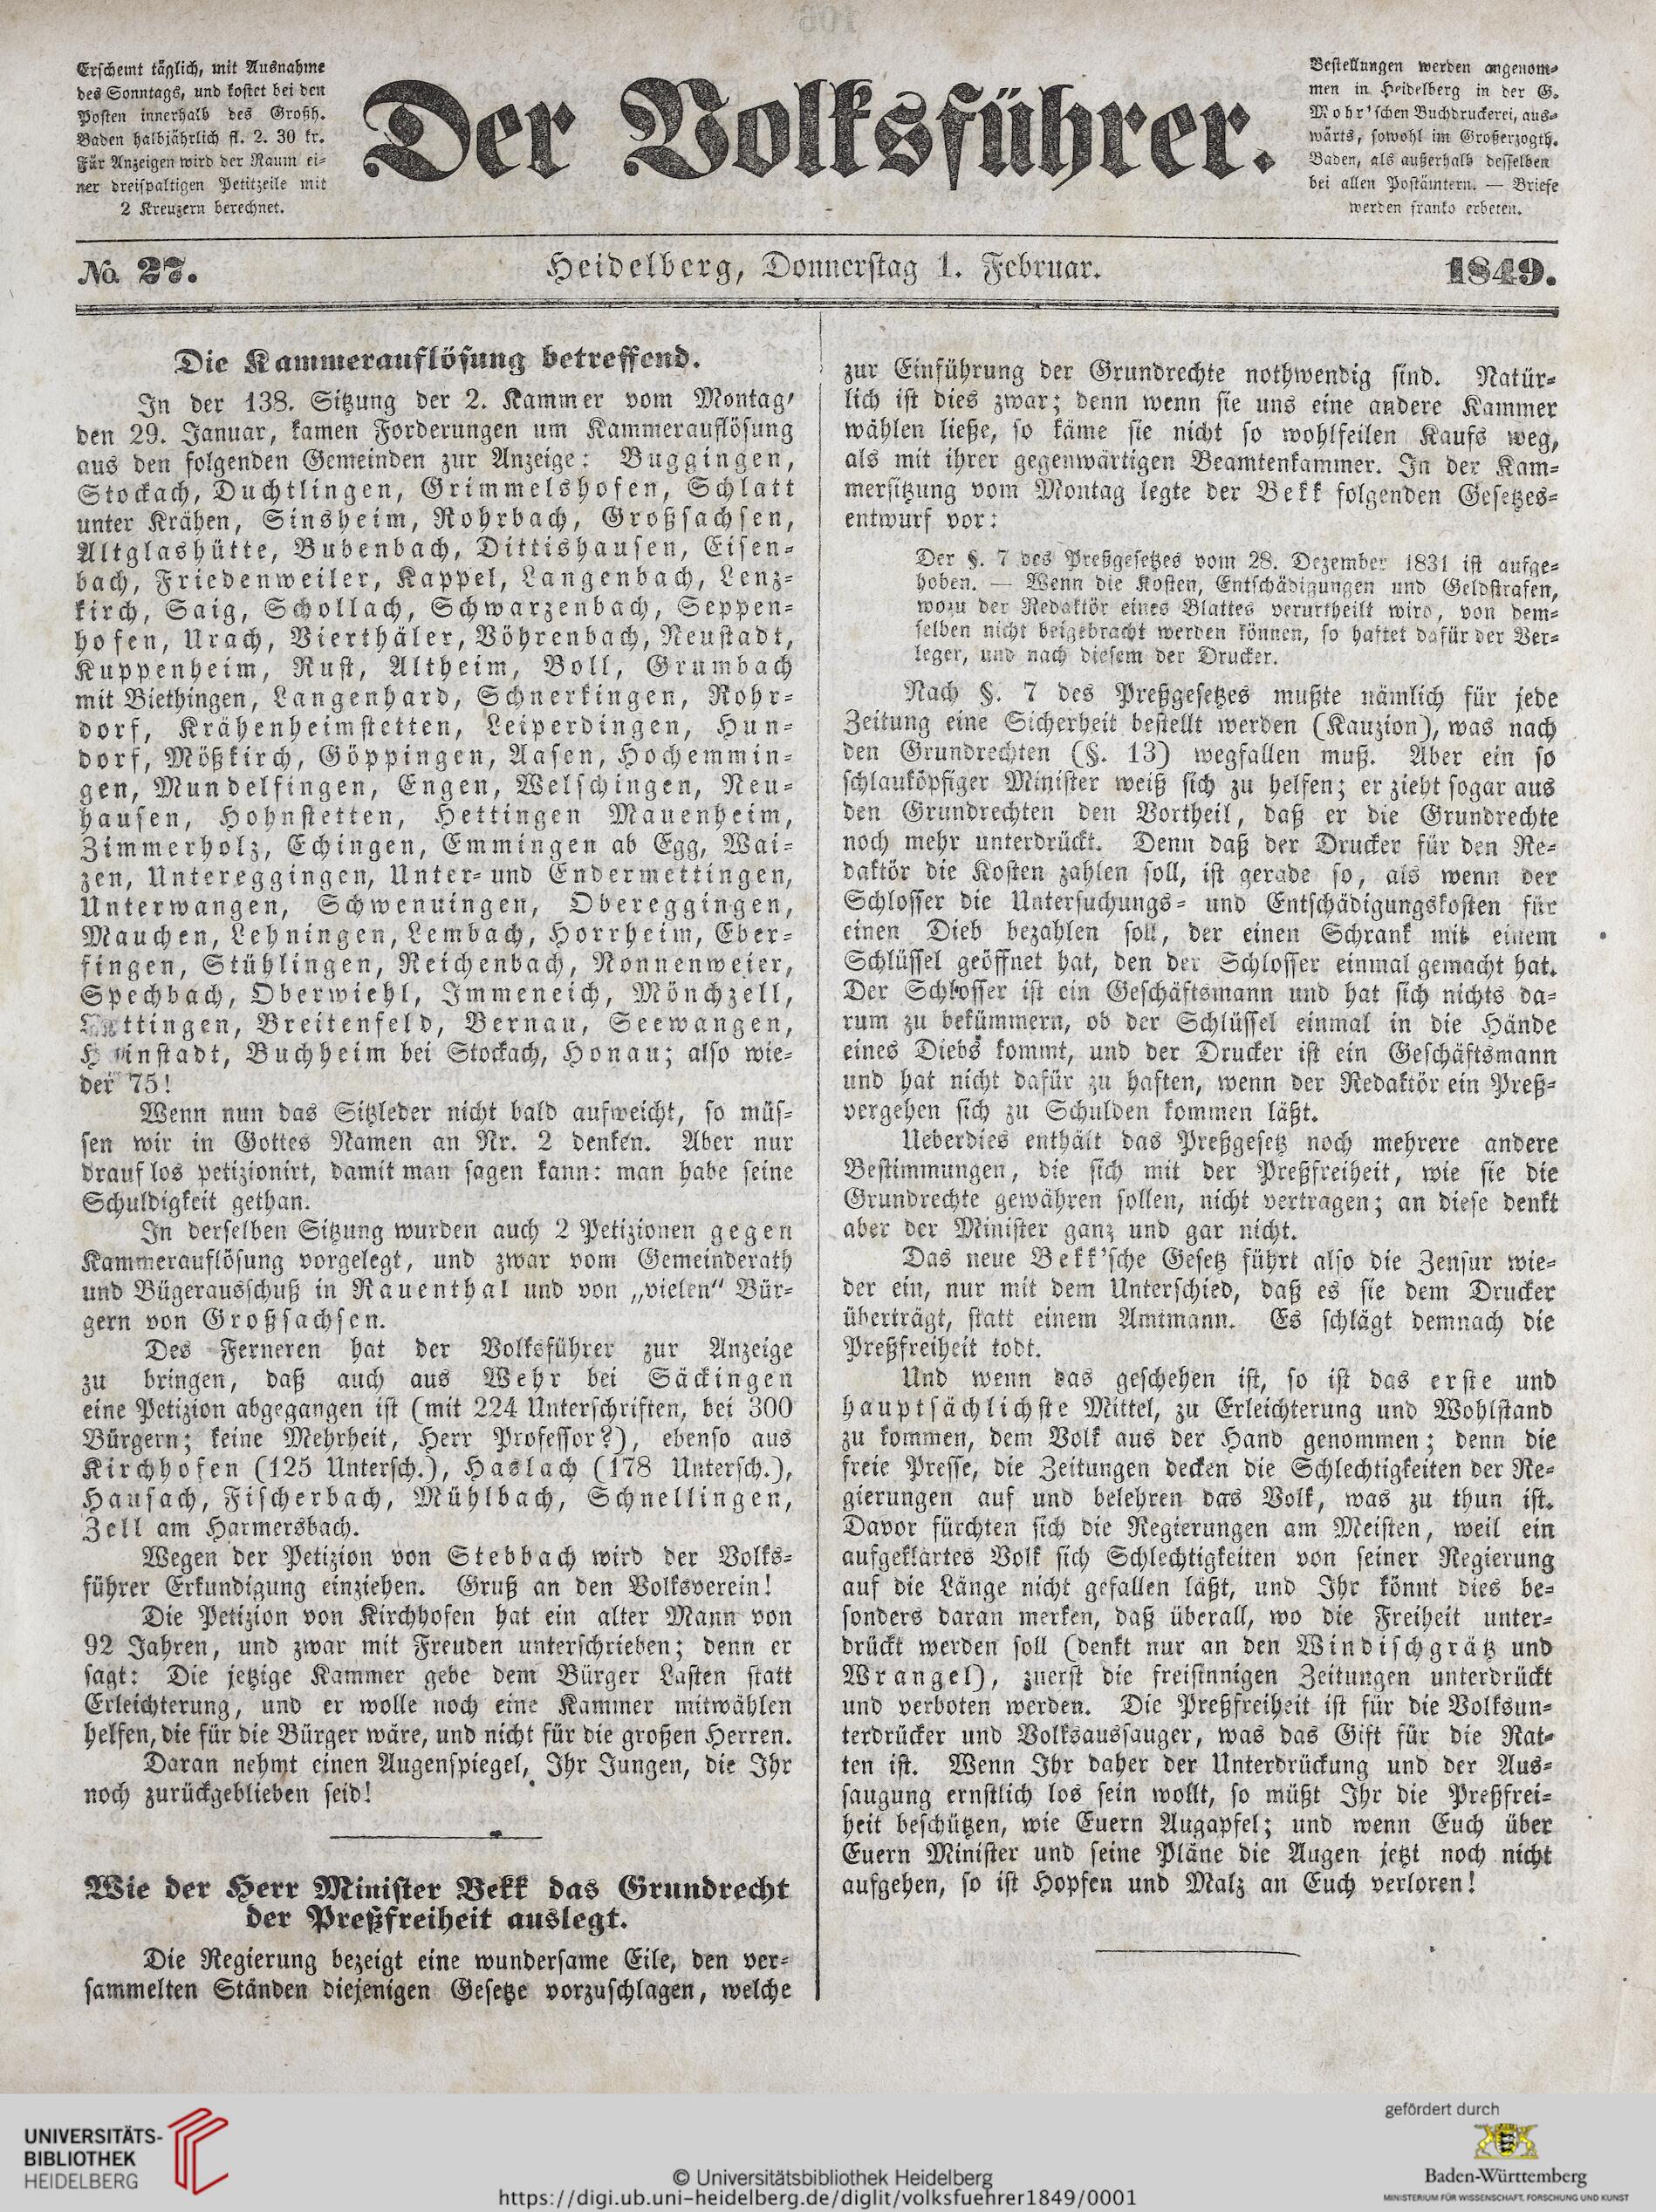 Erscheint täglich, mit Ausnahme
des Sonntags, und kostet bei den
Posten innerhalb des Großh.
Baden halbjährlich fl. 2. 30 kr.
Für Anzeigen wird der Raum ei-
ner dreispaltigen Petitzeile mit
2 Kreuzern berechnet.
Der Volksführer.
Bestellungen werden angenom-
men in Heidelberg in der G.
Mohr'schen Buchdruckerei, aus-
wärts, sowohl im Großerzogth.
Baden, als außerhalb desselben
bei allen Postämtern. — Briefe
werden franko erbeten.
No. 27.
Heidelberg, Donnerstag 1. Februar.
1849.
Die Kammerauflösung betreffend.
In der 138. Sitzung der 2. Kammer vom Montag,
den 29. Januar, kamen Forderungen um Kammerauflösung
aus den folgenden Gemeinden zur Anzeige: Buggingen,
Stockach, Duchtlingen, Grimmelshofen, Schlatt
unter Krähen, Sinsheim, Rohrbach, Großsachsen,
Altglashütte, Bubenbach, Dittishausen, Eisen-
bach, Friedenweiler, Kappel, Langenbach, Lenz-
kirch, Saig, Schollach, Schwarzenbach, Seppen-
hofen, Urach, Vierthäler, Vöhrenbach, Neustadt,
Kuppenheim, Rust, Altheim, Boll, Grumbach
mit Biethingen, Langenhard, Schnerkingen, Rohr-
dorf, Krähenheimstetten, Leiperdingen, Hun-
dorf, Mößkirch, Göppingen, Aasen, Hochemmin-
gen, Mundelfingen, Engen, Welschingen, Neu-
hausen, Hohnstetten, Hettingen Mauenheim,
Zimmerholz, Echingen, Emmingen ab Egg, Wai-
zen, Untereggingen, Unter- und Endermettingen,
Unterwangen, Schwenuingen, Obereggingen,
Mauchen, Lehningen, Lembach, Horrheim, Eber-
fingen, Stühlingen, Reichenbach, Nonnenweier,
Spechbach, Oberwiehl, Immeneich, Mönchzell,
Breitenfeld, Bernau, Seewangen,
Buchheim bei Stockach, Honau; also wie-
der 75!
Wenn nun das Sitzleder nicht bald aufweicht, so müs-
sen wir in Gottes Namen an Nr. 2 denken. Aber nur
drauf los petizionirt, damit man sagen kann: man habe seine
Schuldigkeit gethan.
In derselben Sitzung wurden auch 2 Petizionen gegen
Kammerauflösung vorgelegt, und zwar vom Gemeinderath
und Bügerausschuß in Rauenthal und von „vielen“ Bür-
gern von Großsachsen.
Des Ferneren hat der Volksführer zur Anzeige
zu bringen, daß auch aus Wehr bei Säckingen
eine Petizion abgegangen ist (mit 224 Unterschriften, bei 300
Bürgern; keine Mehrheit, Herr Professor?), ebenso aus
Kirchhofen (125 Untersch.), Haslach (178 Untersch.),
Hausach, Fischerbach, Mühlbach, Schnellingen,
Zell am Harmersbach.
Wegen der Petizion von Stebbach wird der Volks-
führer Erkundigung einziehen. Gruß an den Volksverein!
Die Petizion von Kirchhofen hat ein alter Mann von
92 Jahren, und zwar mit Freuden unterschrieben; denn er
sagt: Die jetzige Kammer gebe dem Bürger Lasten statt
Erleichterung, und er wolle noch eine Kammer mitwählen
helfen, die für die Bürger wäre, und nicht für die großen Herren.
Daran nehmt einen Augenspiegel, Ihr Jungen, die Ihr
noch zurückgeblieben seid!
Wie der Herr Minister Bekk das Grundrecht
der Preßfreiheit auslegt.
Die Regierung bezeigt eine wundersame Eile, den ver-
sammelten Ständen diejenigen Gesetze vorzuschlagen, welche
zur Einführung der Grundrechte nothwendig sind. Natür-
lich ist dies zwar; denn wenn sie uns eine andere Kammer
wählen ließe, so käme sie nicht so wohlfeilen Kaufs weg,
als mit ihrer gegenwärtigen Beamtenkammer. In der Kam-
mersitzung vom Montag legte der Bekk folgenden Gesetzes-
entwurf vor:
Der §. 7 des Preßgesetzes vom 28. Dezember 1831 ist aufge-
hoben. — Wenn die Kosten, Entschädigungen und Geldstrafen,
wozu der Redaktör eines Blattes verurtheilt wird, von dem-
selben nicht beigebracht werden können, so haftet dafür der Ver-
leger, und nach diesem der Drucker.
Nach §. 7 des Preßgesetzes mußte nämlich für jede
Zeitung eine Sicherheit bestellt werden (Kauzion), was nach
den Grundrechten (§. 13) wegfallen muß. Aber ein so
schlauköpfiger Minister weiß sich zu helfen; er zieht sogar aus
den Grundrechten den Vortheil, daß er die Grundrechte
noch mehr unterdrückt. Denn daß der Drucker für den Re-
daktör die Kosten zahlen soll, ist gerade so, als wenn der
Schlosser die Untersuchungs- und Entschädigungskosten für
einen Dieb bezahlen soll, der einen Schrank mit einem
Schlüssel geöffnet hat, den der Schlosser einmal gemacht hat.
Der Schlosser ist ein Geschäftsmann und hat sich nichts da-
rum zu bekümmern, ob der Schlüssel einmal in die Hände
eines Diebs kommt, und der Drucker ist ein Geschäftsmann
und hat nicht dafür zu haften, wenn der Redaktör ein Preß-
vergehen sich zu Schulden kommen läßt.
Ueberdies enthält das Preßgesetz noch mehrere andere
Bestimmungen, die sich mit der Preßfreiheit, wie sie die
Grundrechte gewähren sollen, nicht vertragen; an diese denkt
aber der Minister ganz und gar nicht.
Das neue Bekk'sche Gesetz führt also die Zensur wie-
der ein, nur mit dem Unterschied, daß es sie dem Drucker
überträgt, statt einem Amtmann. Es schlägt demnach die
Preßfreiheit todt.
Und wenn das geschehen ist, so ist das erste und
hauptsächlichste Mittel, zu Erleichterung und Wohlstand
zu kommen, dem Volk aus der Hand genommen; denn die
freie Presse, die Zeitungen decken die Schlechtigkeiten der Re-
gierungen auf und belehren das Volk, was zu thun ist.
Davor fürchten sich die Regierungen am Meisten, weil ein
aufgeklärtes Volk sich Schlechtigkeiten von seiner Regierung
auf die Länge nicht gefallen läßt, und Ihr könnt dies be-
sonders daran merken, daß überall, wo die Freiheit unter-
drückt werden soll (denkt nur an den Windischgrätz und
Wrangel), zuerst die freisinnigen Zeitungen unterdrückt
und verboten werden. Die Preßfreiheit ist für die Volksun-
terdrücker und Volksaussauger, was das Gift für die Rat-
ten ist. Wenn Ihr daher der Unterdrückung und der Aus-
saugung ernstlich los sein wollt, so müßt Ihr die Preßfrei-
heit beschützen, wie Euern Augapfel; und wenn Euch über
Euern Minister und seine Pläne die Augen jetzt noch nicht
aufgehen, so ist Hopfen und Malz an Euch verloren!
UNIVERSITÄTS-
BIBLIOTHEK
HEIDELBERG
© Universitätsbibliothek Heidelberg
https://digi.ub.uni-heidelberg.de/diglit/volksfuehrer1849/0001
gefördert durch
Baden-Württemberg
MINISTERIUM FÜR WISSENSCHAFT, FORSCHUNG UND KUNST